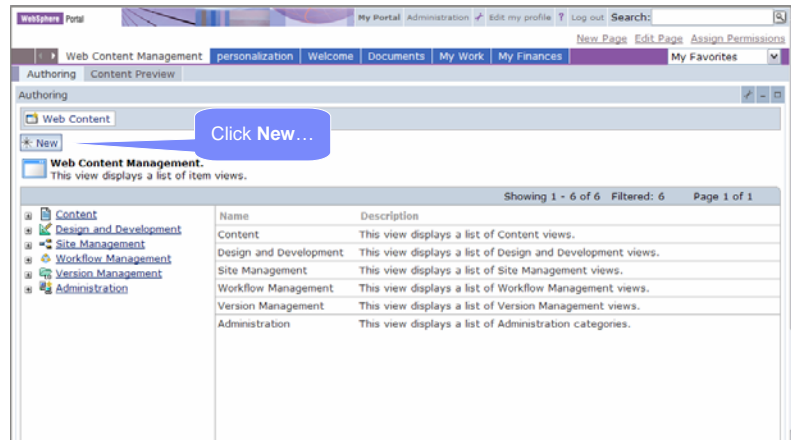 WebSphere Portal My Portal Administration Edit my profile ? Log out Search:
New Page Edit Page Assign Permissions
Web Content Management personalization Welcome Documents My Work My Finances My Favorites
Authoring Content Preview
Authoring
Web Content
New
Click New...
Web Content Management.
This view displays a list of item views.
Showing 1 - 6 of 6 Filtered: 6 Page 1 of 1
Content
Design and Development
Site Management
Workflow Management
Version Management
Administration
Name Description
Content This view displays a list of Content views.
Design and Development This view displays a list of Design and Development views.
Site Management This view displays a list of Site Management views.
Workflow Management This view displays a list of Workflow Management views.
Version Management This view displays a list of Version Management views.
Administration This view displays a list of Administration categories.